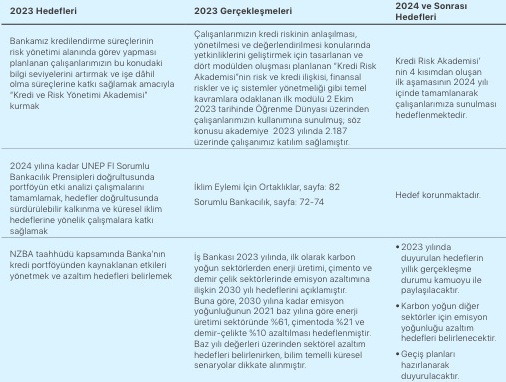 2023 Hedefleri
2023 Gerçekleşmeleri
2024 ve Sonrası
Hedefleri
Bankamız kredilendirme süreçlerinin
risk yönetimi alanında görev yapması
planlanan çalışanlarımızın bu konudaki
bilgi seviyelerini artırmak ve işe dâhil
olma süreçlerine katkı sağlamak amacıyla
“Kredi ve Risk Yönetimi Akademisi”
kurmak
Çalışanlarımızın kredi riskinin anlaşılması,
yönetilmesi ve değerlendirilmesi konularında
yetkinliklerini geliştirmek için tasarlanan ve
dört modülden oluşması planlanan “Kredi Risk
Akademisi”nin risk ve kredi ilişkisi, finansal
riskler ve iç sistemler yönetmeliği gibi temel
kavramlara odaklanan ilk modülü 2 Ekim
2023 tarihinde Öğrenme Dünyası üzerinden
çalışanlarımızın kullanımına sunulmuş; söz
konusu akademiye 2023 yılında 2.187
üzerinde çalışanımız katılım sağlamıştır.
Kredi Risk Akademisi’
nin 4 kısımdan oluşan
ilk aşamasının 2024 yılı
içinde tamamlanarak
çalışanlarımıza sunulması
hedeflenmektedir.
2024 yılına kadar UNEP FI Sorumlu
Bankacılık Prensipleri doğrultusunda
portföyün etki analizi çalışmalarını
tamamlamak, hedefler doğrultusunda
sürdürülebilir kalkınma ve küresel iklim
hedeflerine yönelik çalışmalara katkı
sağlamak
İklim Eylemi İçin Ortaklıklar, sayfa: 82
Sorumlu Bankacılık, sayfa: 72-74
Hedef korunmaktadır.
NZBA taahhüdü kapsamında Banka’nın
kredi portföyünden kaynaklanan etkileri
yönetmek ve azaltım hedefleri belirlemek
İş Bankası 2023 yılında, ilk olarak karbon
yoğun sektörlerden enerji üretimi, çimento ve
demir çelik sektörlerinde emisyon azaltımına
ilişkin 2030 yılı hedeflerini açıklamıştır.
Buna göre, 2030 yılına kadar emisyon
yoğunluğunun 2021 baz yılına göre enerji
üretimi sektöründe %61, çimentoda %21 ve
demir-çelikte %10 azaltılması hedeflenmiştir.
Baz yılı değerleri üzerinden sektörel azaltım
hedefleri belirlenirken, bilim temelli küresel
senaryolar dikkate alınmıştır.
• 2023 yılında
duyurulan hedeflerin
yıllık gerçekleşme
durumu kamuoyu ile
paylaşılacaktır.
• Karbon yoğun diğer
sektörler için emisyon
yoğunluğu azaltım
hedefleri belirlenecektir.
• Geçiş planları
hazırlanarak
duyurulacaktır.